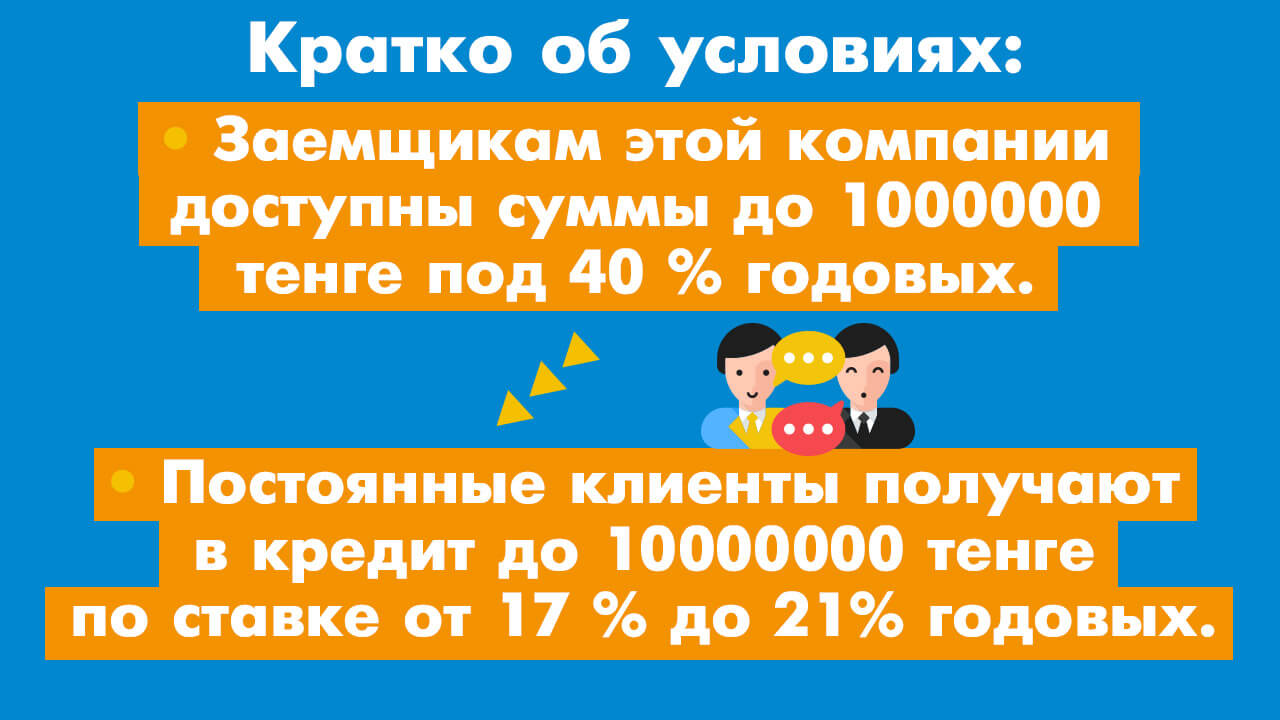 Кратко об условиях:
• Заемщикам этой компании
доступны суммы до 1000000
тенге под 40 % годовых.
• Постоянные клиенты получают
в кредит до 10000000 тенге
по ставке от 17 % до 21% годовых.